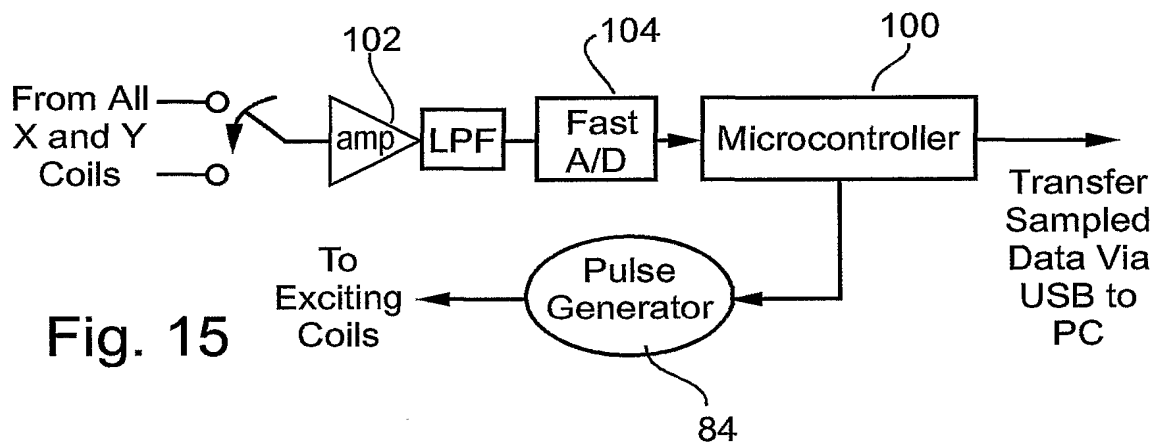 102
104
100
From All
X and Y
Coils
amp
LPF
Fast
A/D
Microcontroller
Transfer
Sampled
Data Via
USB to
PC
To
Exciting
Coils
Pulse
Generator
Fig. 15
84